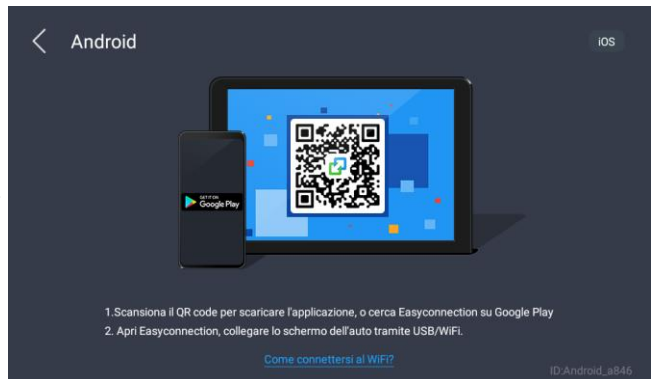 Android
iOS
GET IT ON
Google Play
1.Scansiona il QR code per scaricare l'applicazione, o cerca Easyconnection su Google Play
2. Apri Easyconnection, collegare lo schermo dell'auto tramite USB/WiFi.
Come connettersi al WiFi?
ID:Android_a846